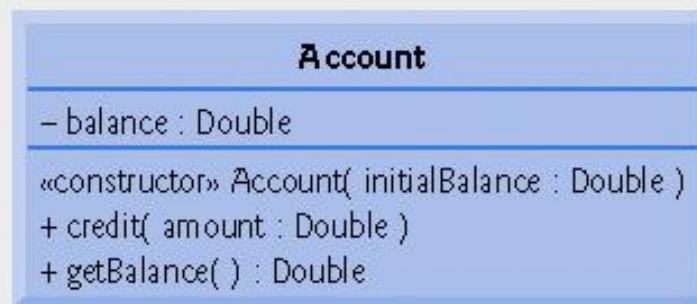 Account
– balance : Double
«constructor» Account( initialBalance : Double )
+ credit( amount : Double )
+ getBalance( ) : Double